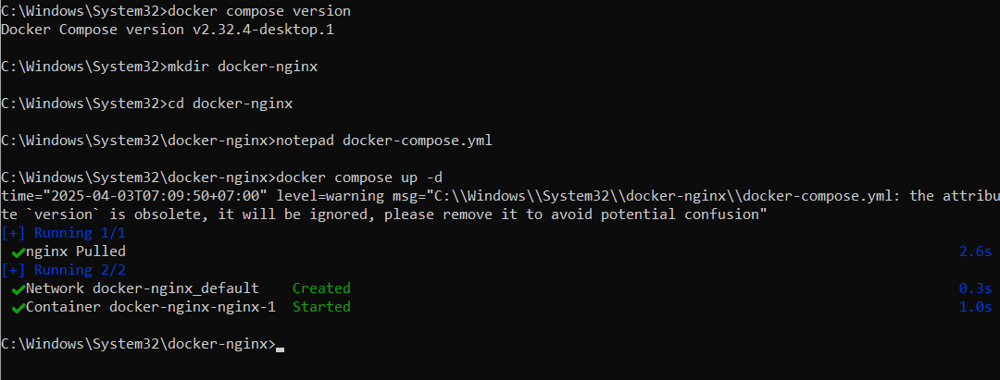 C:\Windows\System32>docker compose version
Docker Compose version v2.32.4-desktop.1
C:\Windows\System32>mkdir docker-nginx
C:\Windows\System32>cd docker-nginx
C:\Windows\System32\docker-nginx>notepad docker-compose.yml
C:\Windows\System32\docker-nginx>docker compose up -d
time="2025-04-03T07:09:50+07:00" level=warning msg="C:\\Windows\\System32\\docker-nginx\\docker-compose.yml: the attribu
te `version` is obsolete, it will be ignored, please remove it to avoid potential confusion"
[+] Running 1/1
✔nginx Pulled 2.6s
[+] Running 2/2
✔Network docker-nginx_default Created 0.3s
✔Container docker-nginx-nginx-1 Started 1.0s
C:\Windows\System32\docker-nginx>